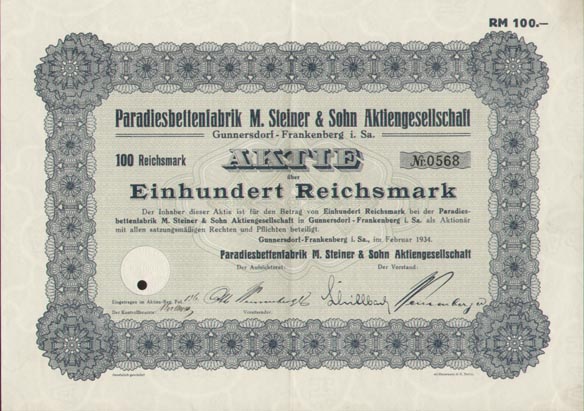 RM 100.—
Paradiesbettenfabrik M. Steiner & Sohn Aktiengesellschaft
Gunnersdorf-Frankenberg i. Sa.
100 Reichsmark
AKTIE
№ 0568
über
Einhundert Reichsmark
Der Inhaber dieser Aktie ist für den Betrag von Einhundert Reichsmark bei der Paradies-
bettenfabrik M. Steiner & Sohn Aktiengesellschaft in Gunnersdorf-Frankenberg i. Sa. als Aktionär
mit allen satzungsmäßigen Rechten und Pflichten beteiligt.
Gunnersdorf-Frankenberg i. Sa., im Februar 1934.
Paradiesbettenfabrik M. Steiner & Sohn Aktiengesellschaft
Der Aufsichtsrat:
Der Vorstand:
Eingetragen in Aktien-Reg. Fol.
Der Kontrollbeamte:
Vorsitzender.